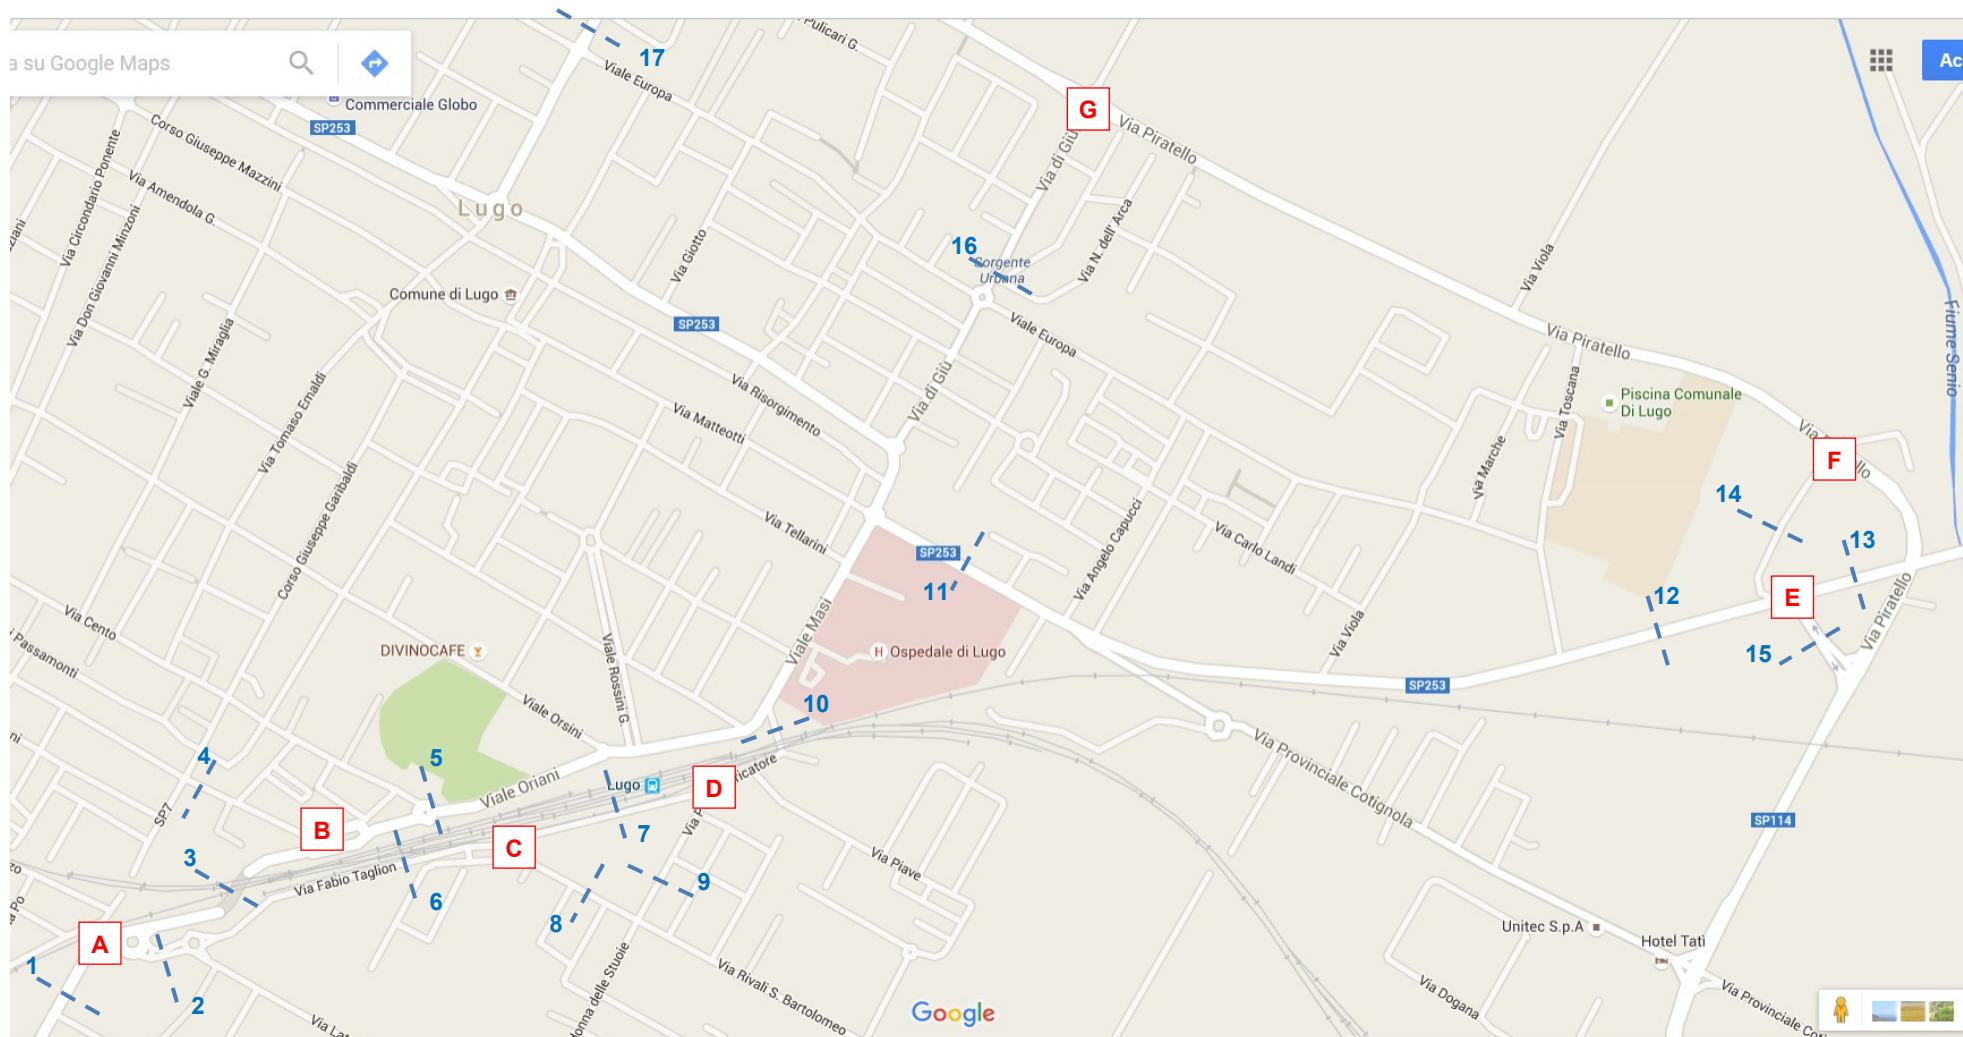 a su Google Maps
Ac
17
Pulicari G.
Viale Europa
Commerciale Globo
SP253
G
Via Piratello
Corso Giuseppe Mazzini
Via Circondario Ponente
Via Amendola G.
Via di Giù
Lugo
Via N. dell' Arca
Via Giotto
16
Sorgente
Urbana
Via Viola
Via Don Giovanni Minzoni
Comune di Lugo
SP253
Viale Europa
Via Piratello
Fiume Senio
Viale G. Miraglia
Via di Giù
Via Risorgimento
Via Matteotti
Via Toscana
Piscina Comunale
Di Lugo
Via Tomaso Emaldi
Via Marche
F
14
Corso Giuseppe Garibaldi
Via Tellarini
Via Angelo Capucci
Via Carlo Landi
13
SP253
11
12
E
Via Piratello
Via Cento
i Passamonti
DIVINOCAFE
Viale Rossini G.
Viale Masi
Ospedale di Lugo
Via Viola
15
SP253
Viale Orsini
10
4
5
Viale Oriani
Lugo
D
ricatore
Via Provinciale Cotignola
SP7
B
C
7
SP114
3
Via Fabio Taglion
6
9
Via Piave
8
a Po
A
Unitec S.p.A
Hotel Tatì
1
2
donna delle Stuoie
Via Rivali S. Bartolomeo
Via Dogana
Via Provinciale Coti
Via Lat
Google